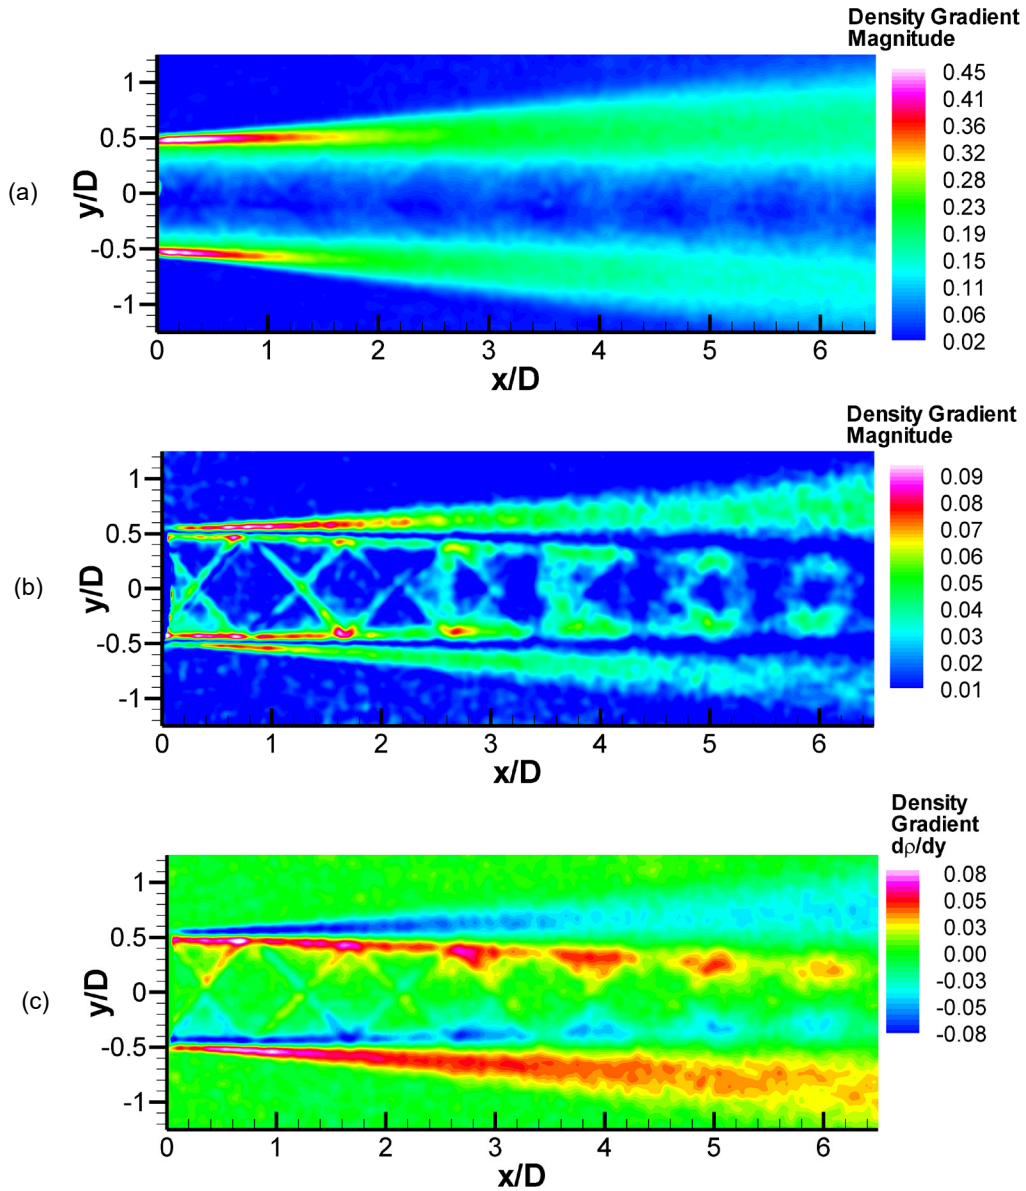 Density Gradient
Magnitude
0.45
0.41
0.36
0.32
0.28
0.23
0.19
0.15
0.11
0.06
0.02
(a)
y/D
1
0.5
0
-0.5
-1
0 1 2 3 4 5 6
x/D
Density Gradient
Magnitude
0.09
0.09
0.08
0.07
0.06
0.05
0.04
0.03
0.02
0.01
(b)
y/D
1
0.5
0
-0.5
-1
0 1 2 3 4 5 6
x/D
Density
Gradient
dρ/dy
0.08
0.05
0.03
0.00
-0.03
-0.05
-0.08
(c)
y/D
1
0.5
0
-0.5
-1
0 1 2 3 4 5 6
x/D